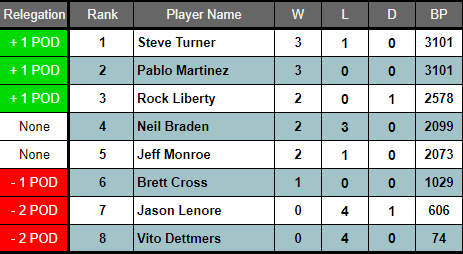 Relegation Rank Player Name W L D BP
+ 1 POD 1 Steve Turner 3 1 0 3101
+ 1 POD 2 Pablo Martinez 3 0 0 3101
+ 1 POD 3 Rock Liberty 2 0 1 2578
None 4 Neil Braden 2 3 0 2099
None 5 Jeff Monroe 2 1 0 2073
- 1 POD 6 Brett Cross 1 0 0 1029
- 2 POD 7 Jason Lenore 0 4 1 606
- 2 POD 8 Vito Dettmers 0 4 0 74